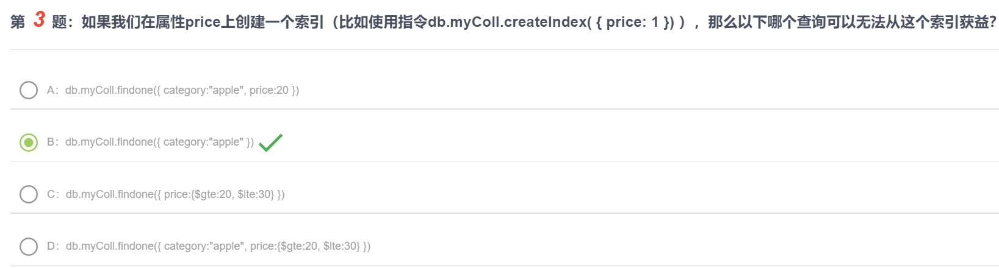 第 3 题：如果我们在属性price上创建一个索引（比如使用指令db.myColl.createIndex( { price: 1 }) ），那么以下哪个查询可以无法从这个索引获益?
A：db.myColl.findone({ category:"apple", price:20 })
B：db.myColl.findone({ category:"apple" })
C：db.myColl.findone({ price:{$gte:20, $lte:30} })
D：db.myColl.findone({ category:"apple", price:{$gte:20, $lte:30} })